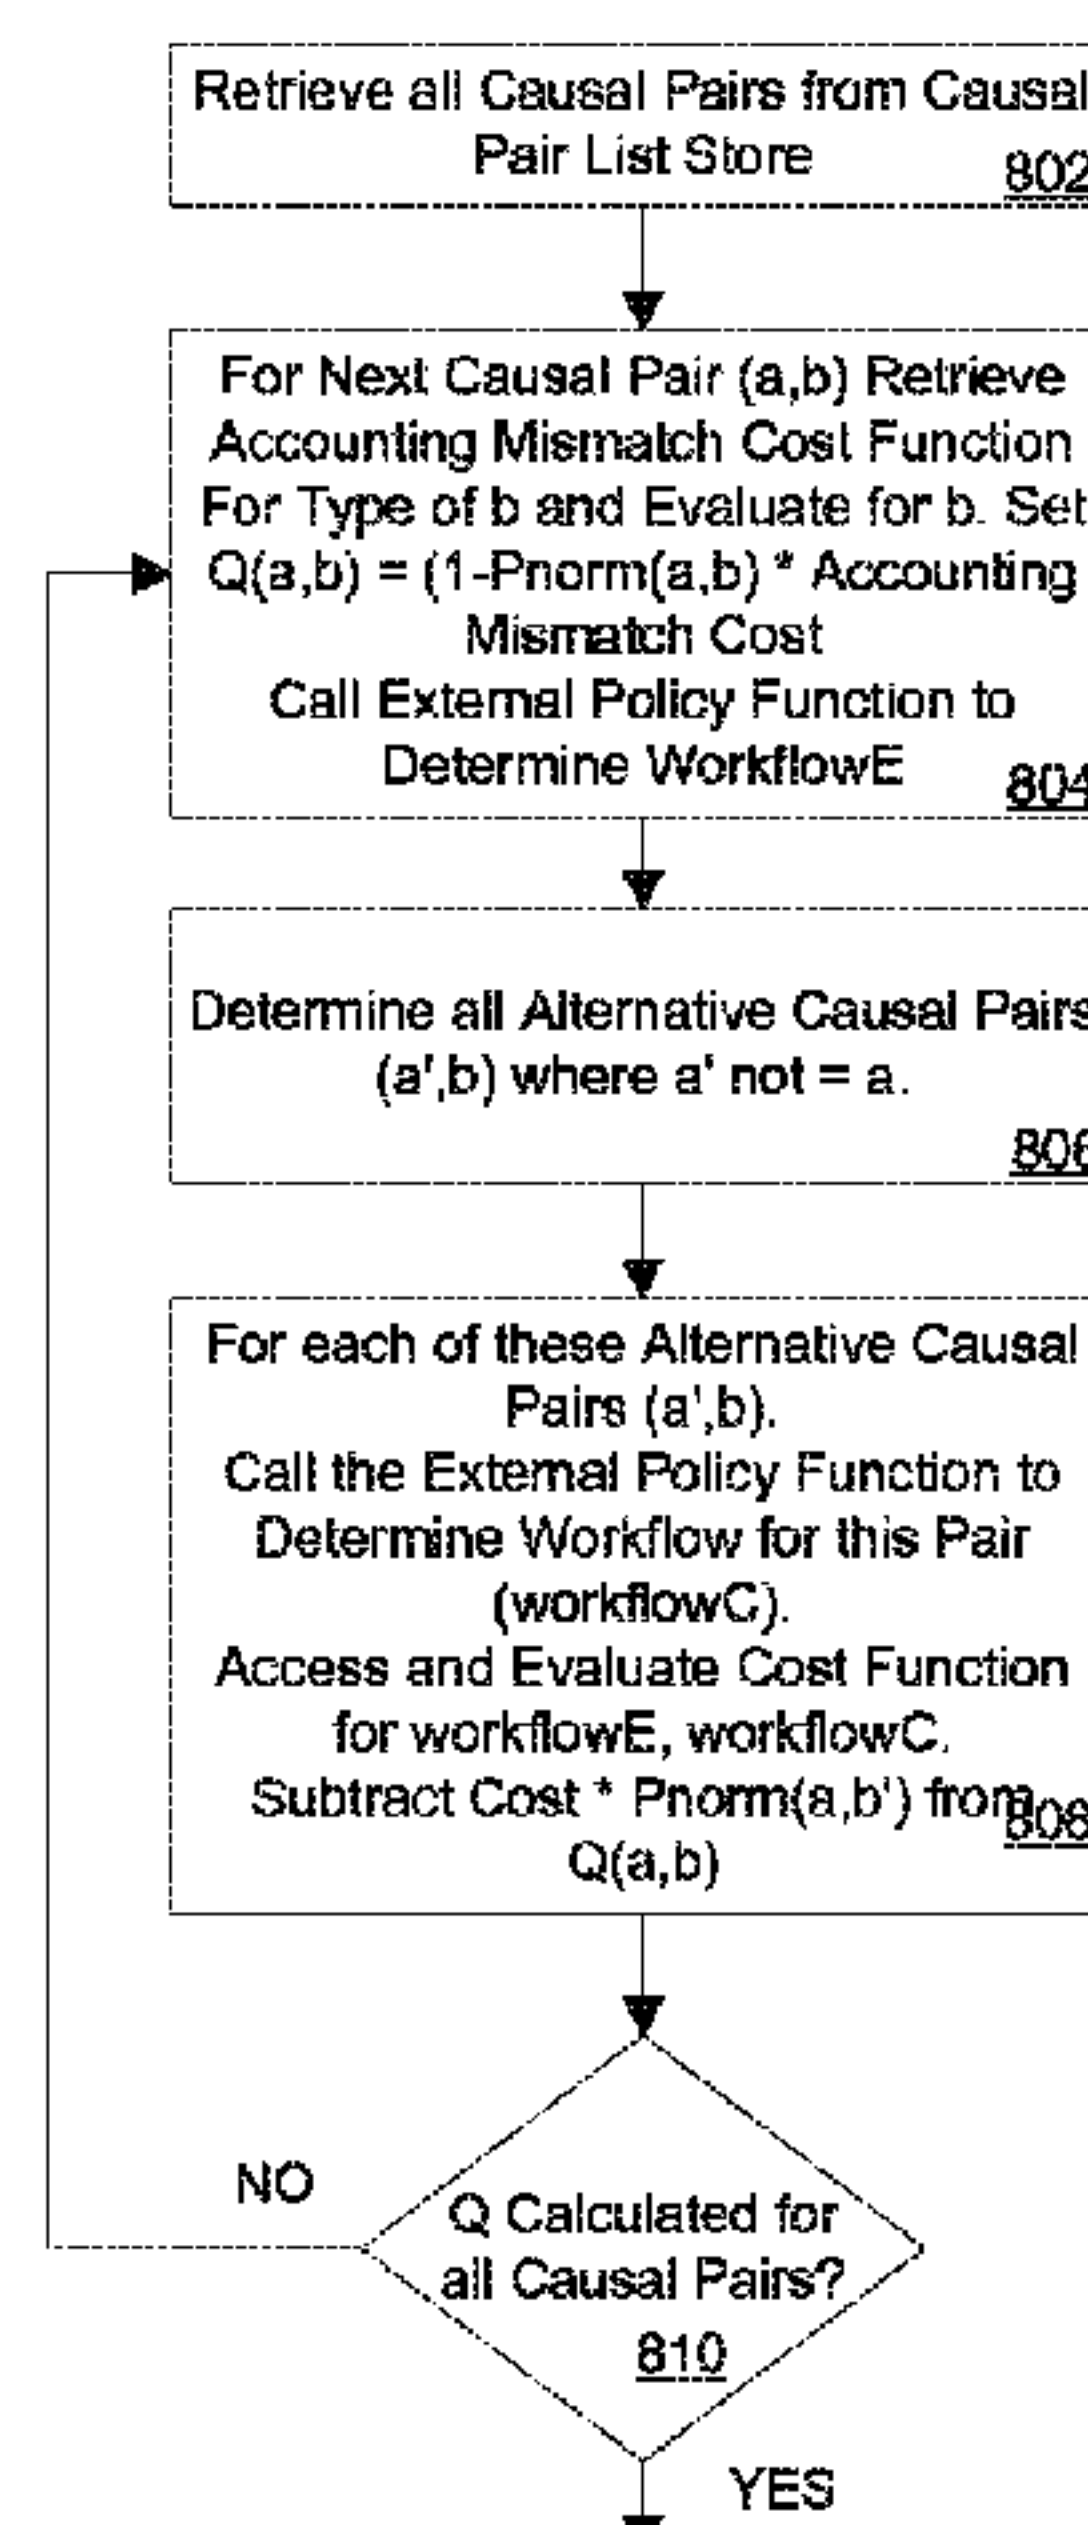 Retrieve all Causal Pairs from Causal
Pair List Store
802
For Next Causal Pair (a,b) Retrieve
Accounting Mismatch Cost Function
For Type of b and Evaluate for b. Set
Q(a,b) = (1-Pnorm(a,b) * Accounting
Mismatch Cost
Call External Policy Function to
Determine WorkflowE
804
Determine all Alternative Causal Pairs
(a',b) where a' not = a.
806
For each of these Alternative Causal
Pairs (a',b).
Call the External Policy Function to
Determine Workflow for this Pair
(workflowC).
Access and Evaluate Cost Function
for workflowE, workflowC.
Subtract Cost * Pnorm(a,b') from
808
Q(a,b)
NO
Q Calculated for
all Causal Pairs?
810
YES